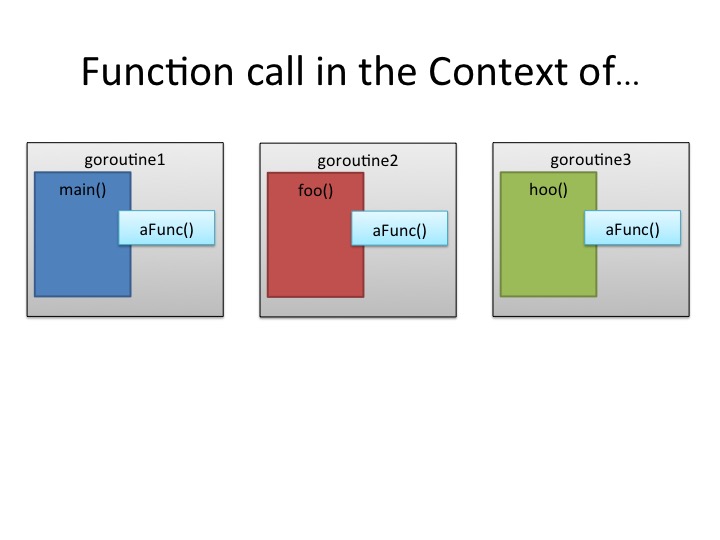 Function call in the Context of...
goroutine1
goroutine2
goroutine3
main()
foo()
hoo()
aFunc()
aFunc()
aFunc()